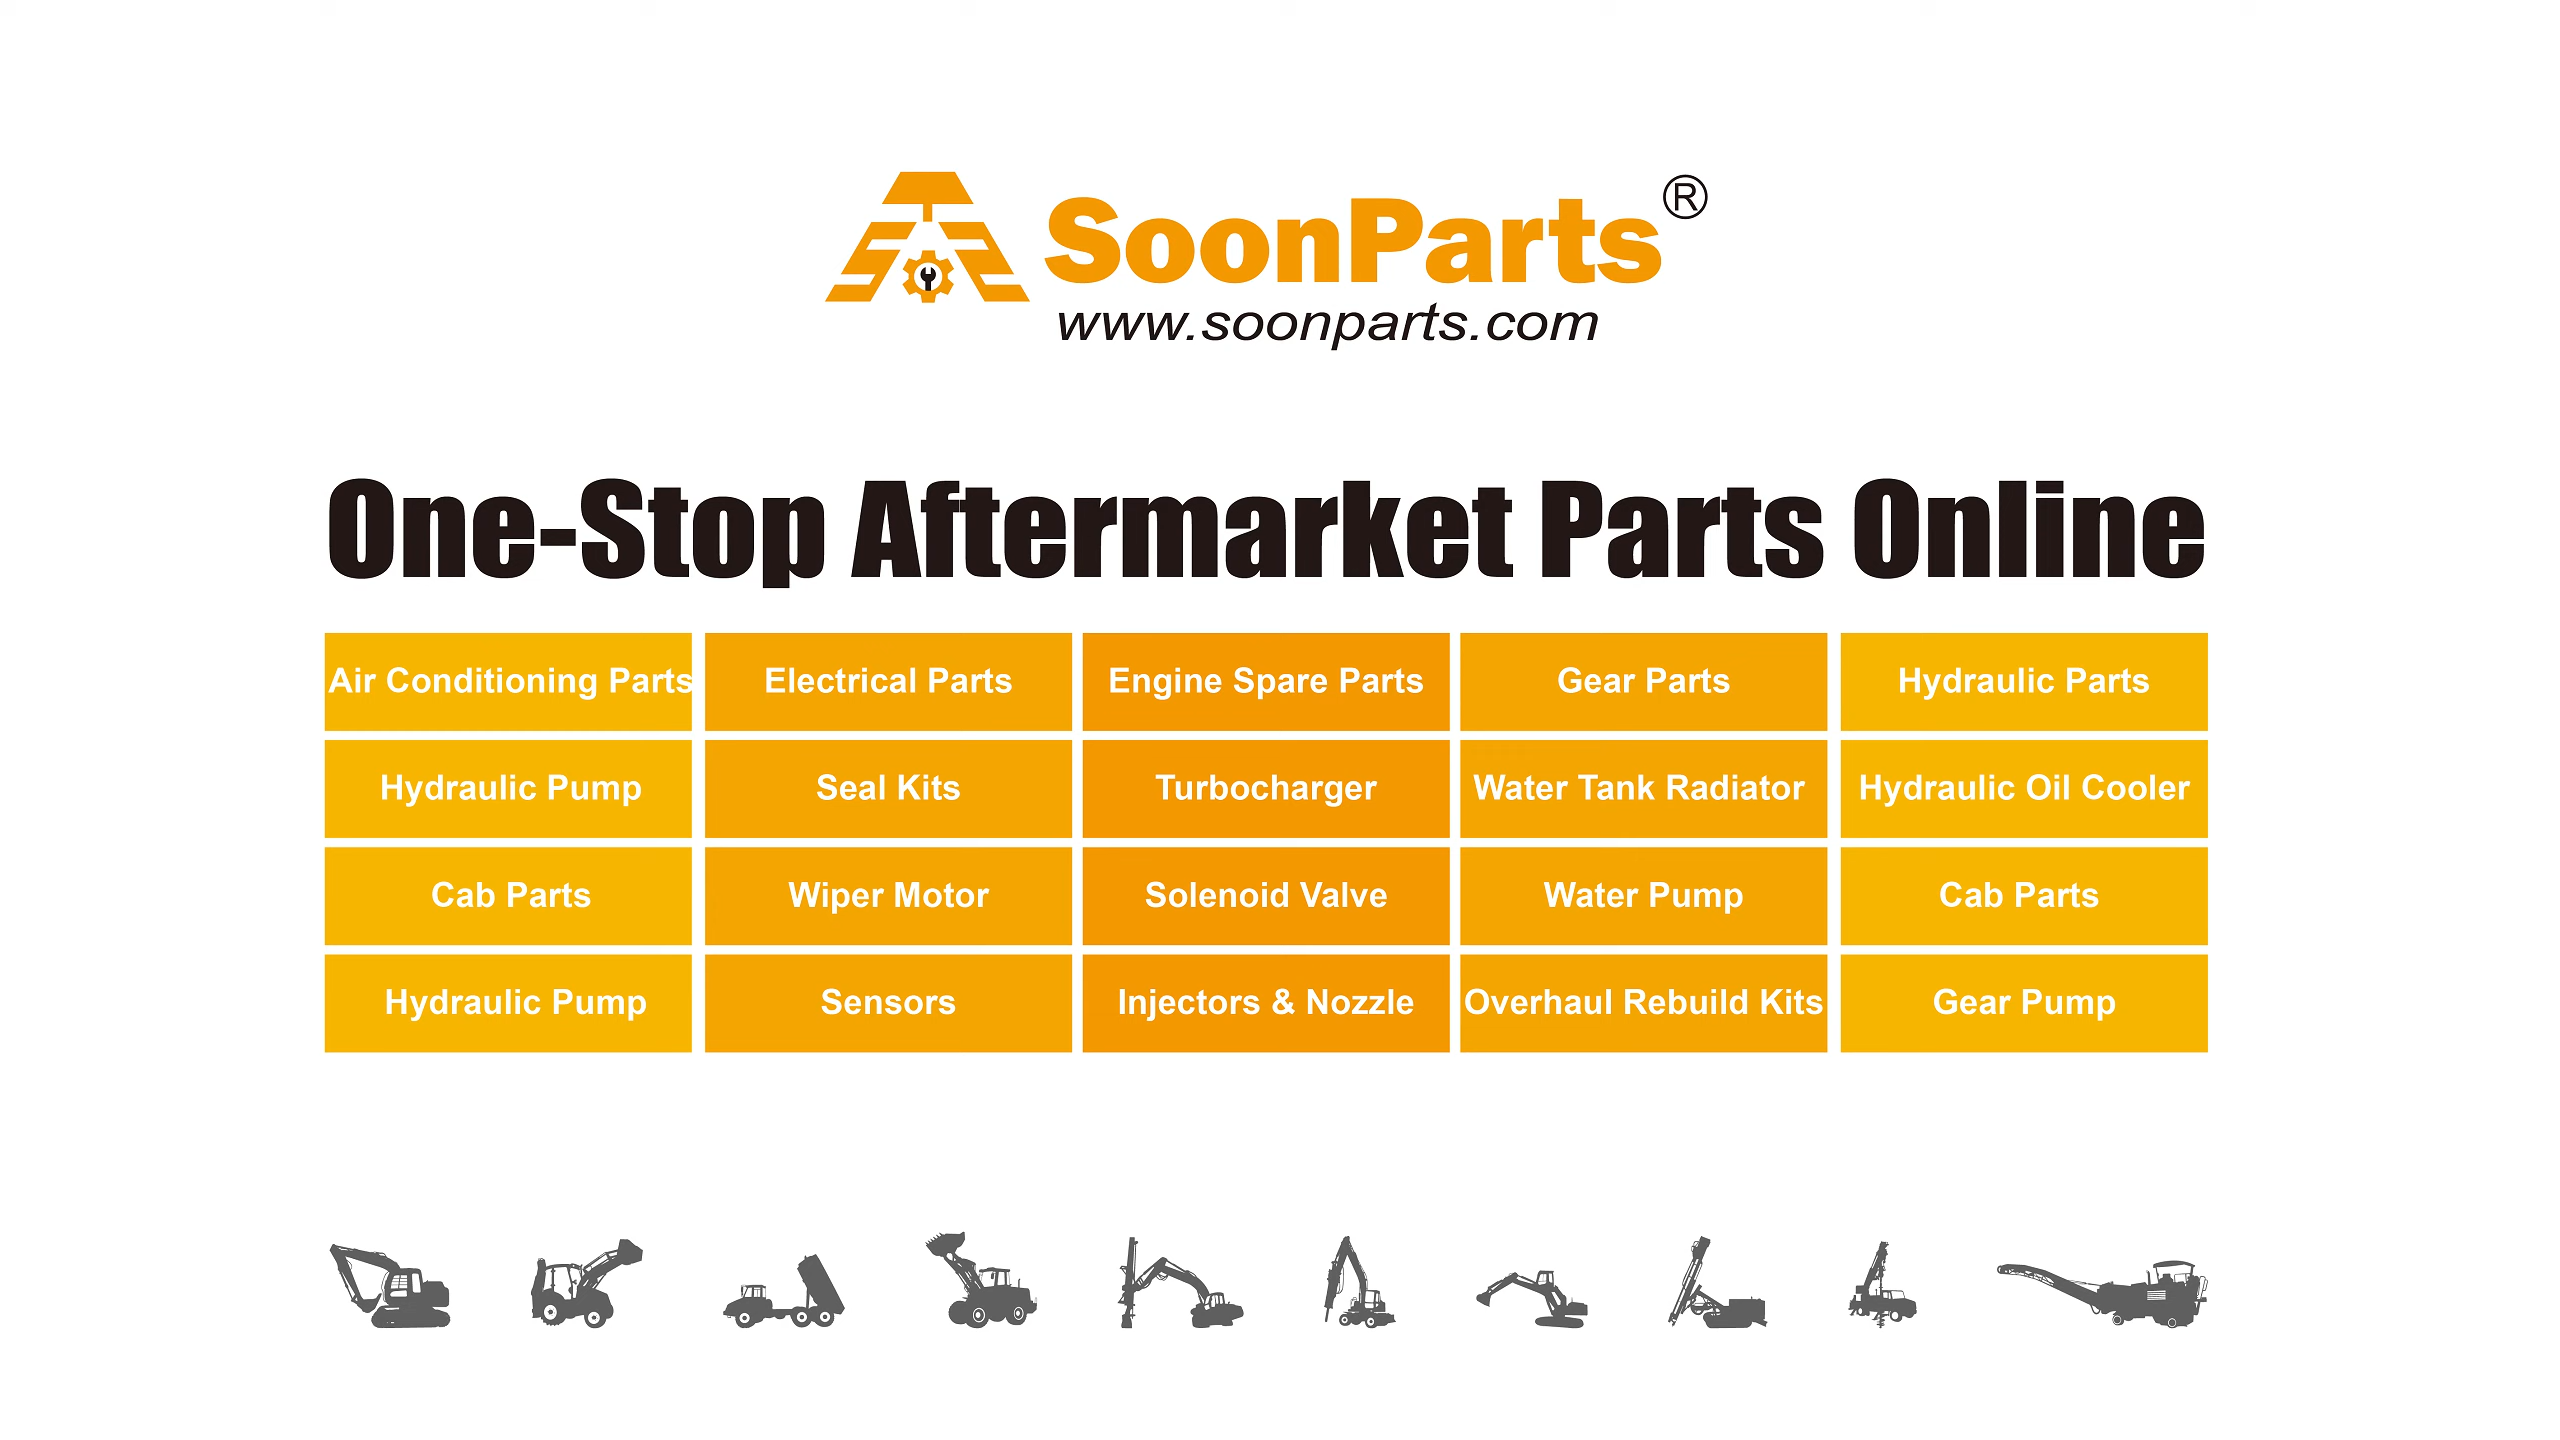 SoonParts®
www.soonparts.com
One-Stop Aftermarket Parts Online
Air Conditioning Parts
Electrical Parts
Engine Spare Parts
Gear Parts
Hydraulic Parts
Hydraulic Pump
Seal Kits
Turbocharger
Water Tank Radiator
Hydraulic Oil Cooler
Cab Parts
Wiper Motor
Solenoid Valve
Water Pump
Cab Parts
Hydraulic Pump
Sensors
Injectors & Nozzle
Overhaul Rebuild Kits
Gear Pump